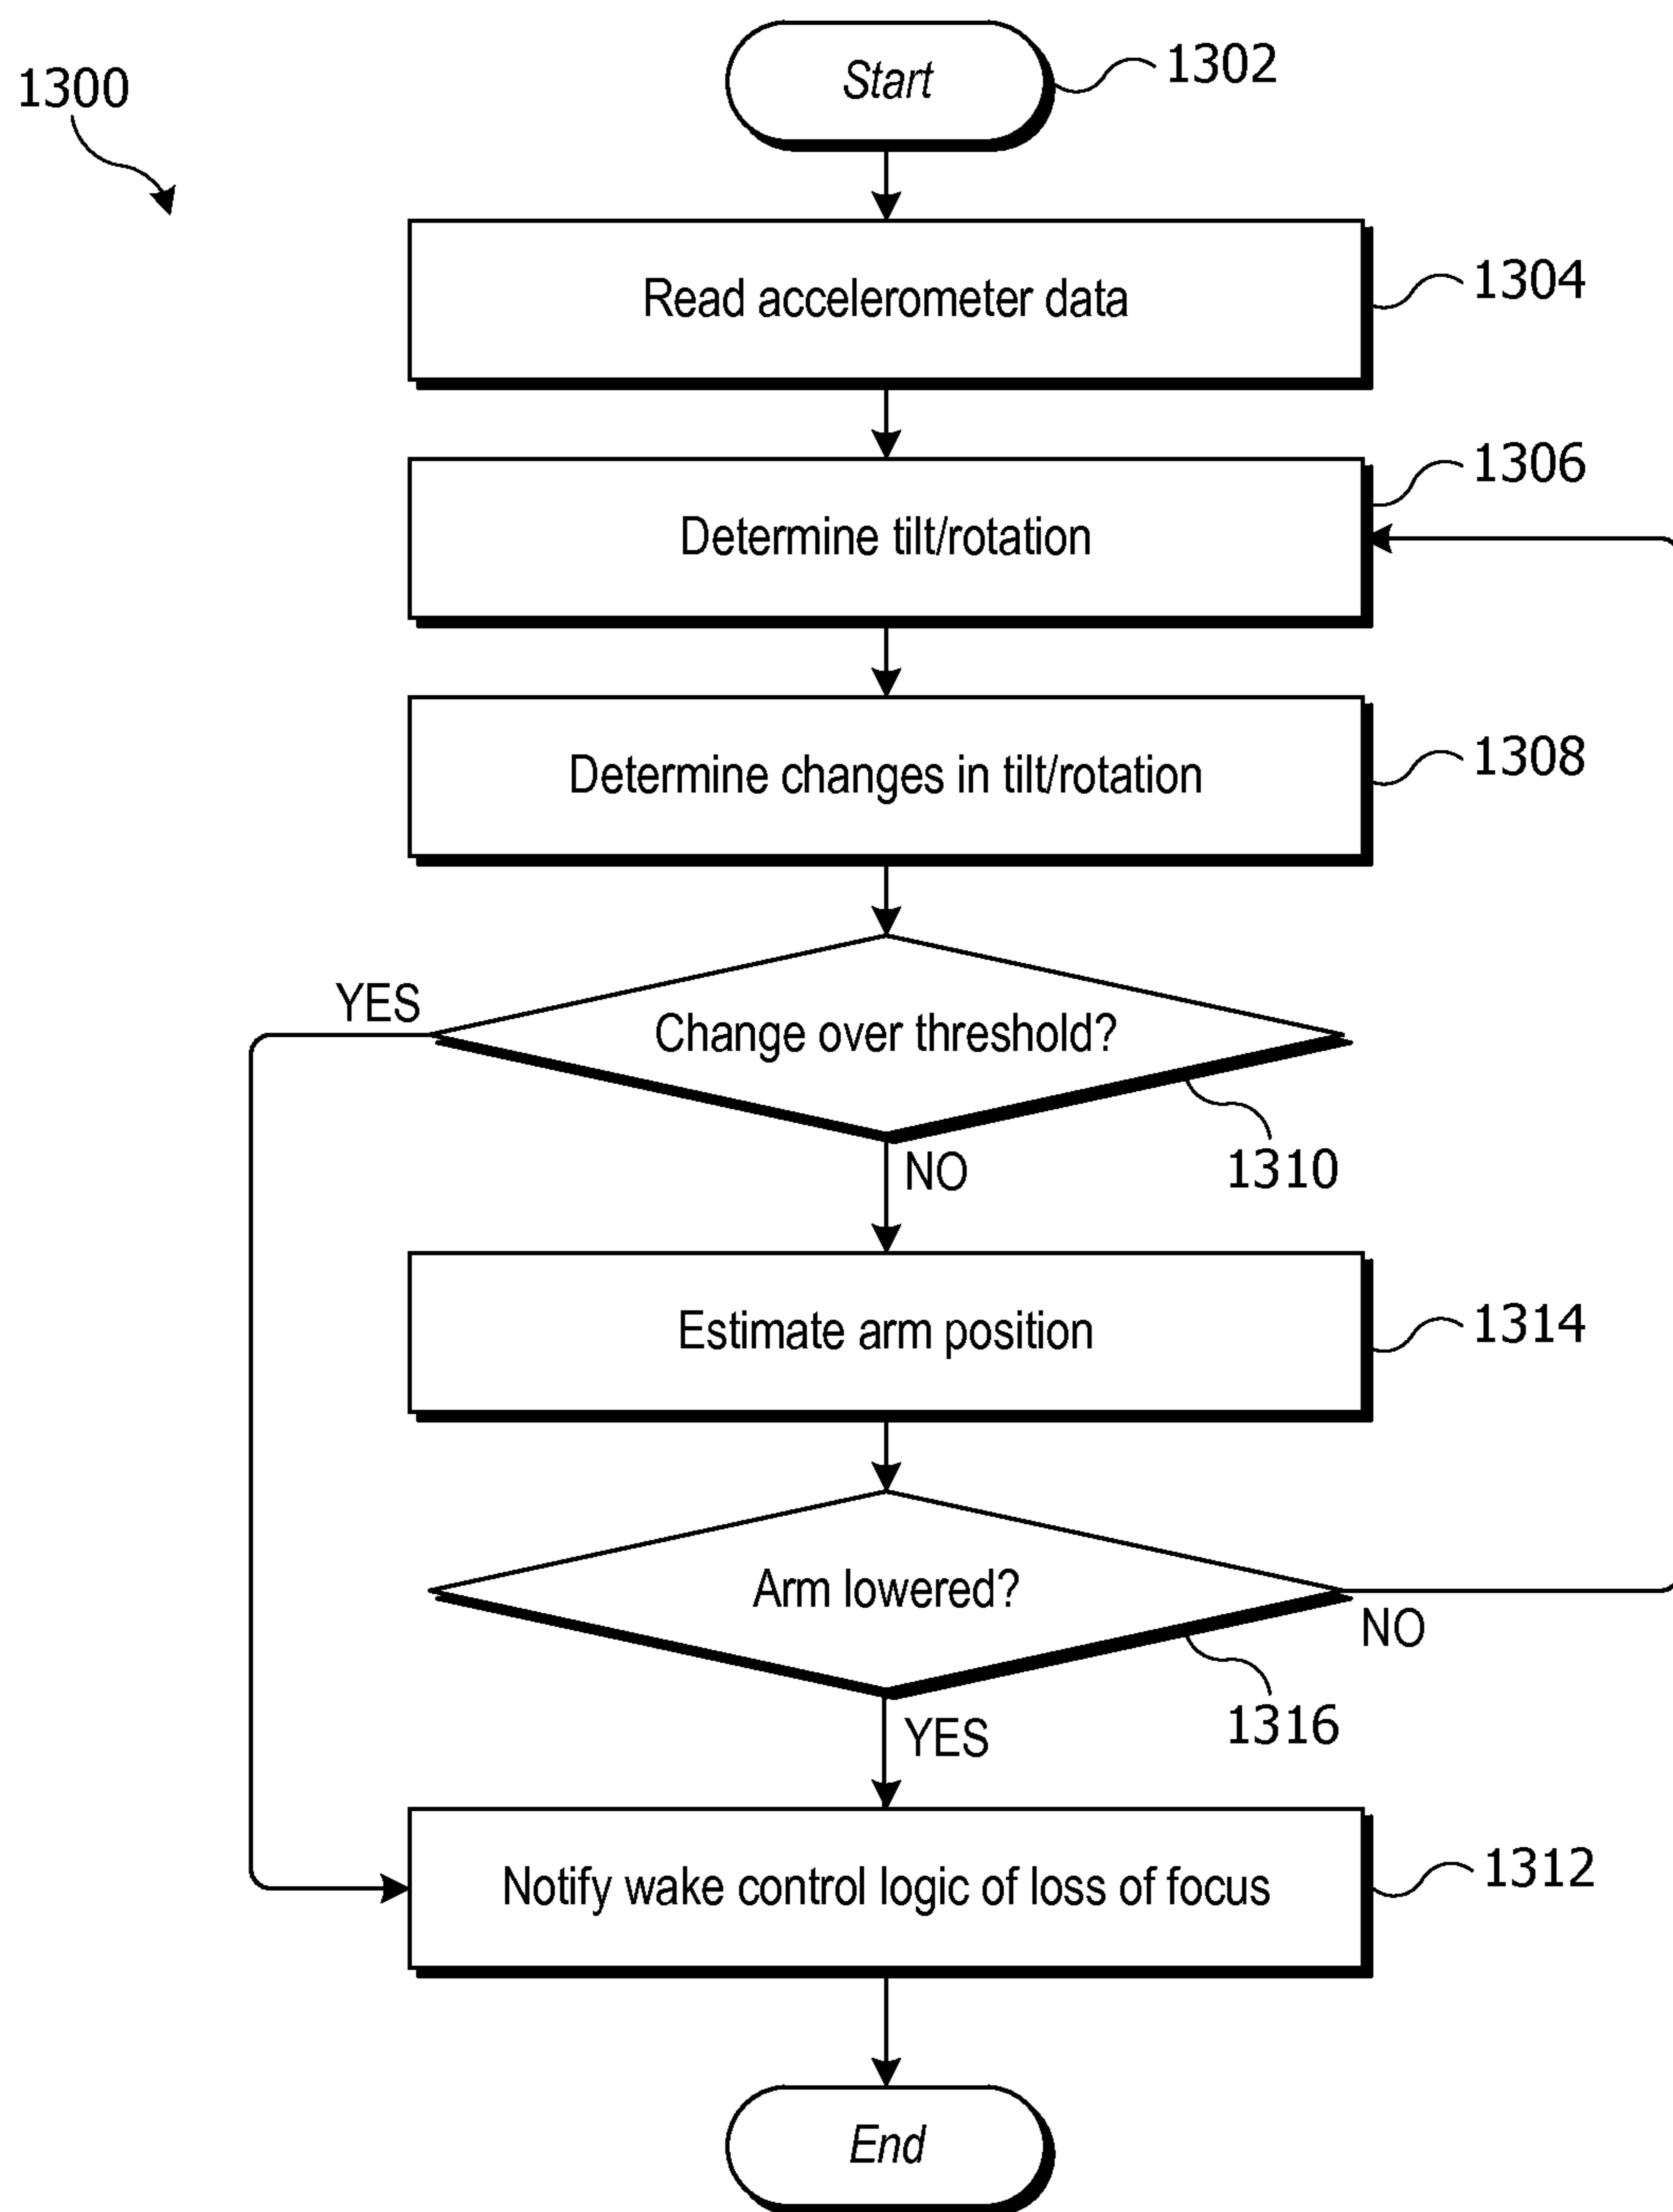 1300
Start
1302
Read accelerometer data
1304
Determine tilt/rotation
1306
Determine changes in tilt/rotation
1308
YES
Change over threshold?
1310
NO
Estimate arm position
1314
Arm lowered?
NO
1316
YES
Notify wake control logic of loss of focus
1312
End